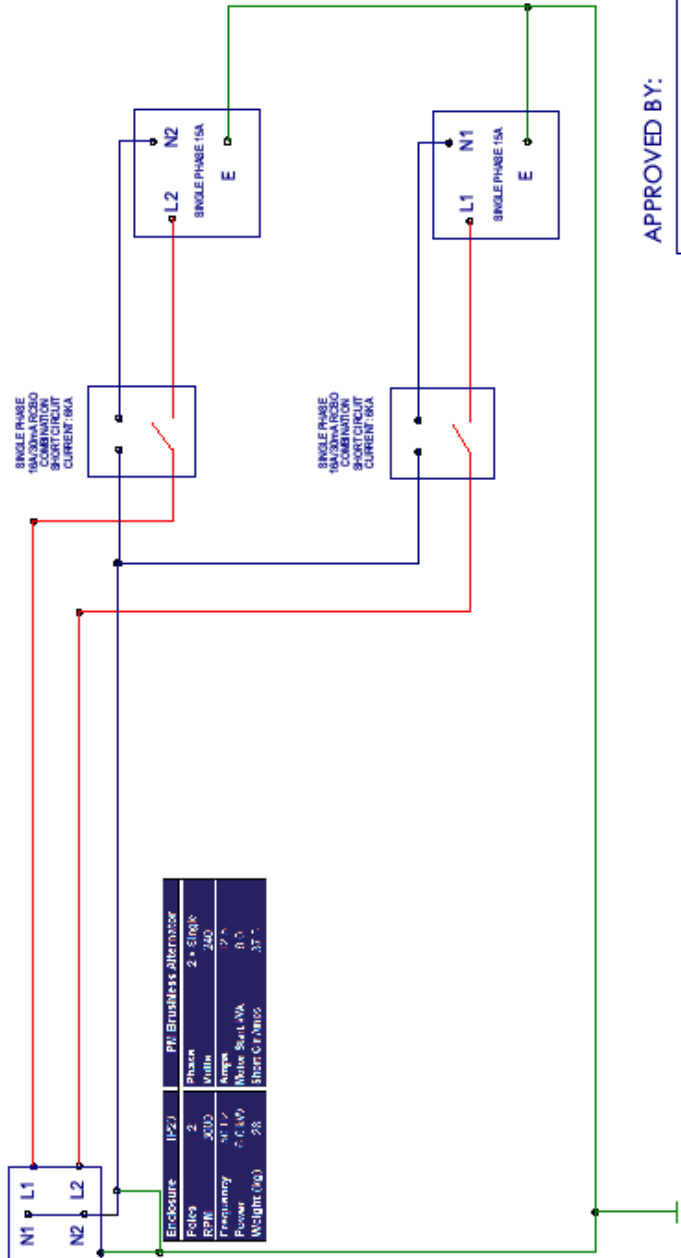 SINGLE PHASE
16A/30mA RCBO
COMBINATION
SHORT CIRCUIT
CURRENT: 6KA
N2
L2
SINGLE PHASE 15A
E
SINGLE PHASE
16A/30mA RCBO
COMBINATION
SHORT CIRCUIT
CURRENT: 6KA
N1
L1
SINGLE PHASE 15A
E
APPROVED BY:
N1 L1
N2 L2
Enclosure IP23 PM Brushless Alternator
Poles 2 Phase 2 x Single
RPM 3000 Volts 240
Frequency Amps
Power Motor Start kVA
Weight (kg) 28 Short Cir Amps